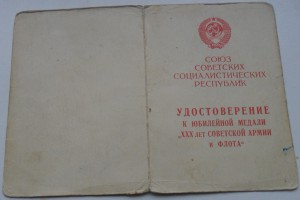 СОЮЗ
СОВЕТСКИХ
СОЦИАЛИСТИЧЕСКИХ
РЕСПУБЛИК
УДОСТОВЕРЕНИЕ
К ЮБИЛЕЙНОЙ МЕДАЛИ
„XXX лет СОВЕТСКОЙ АРМИИ
и ФЛОТА“